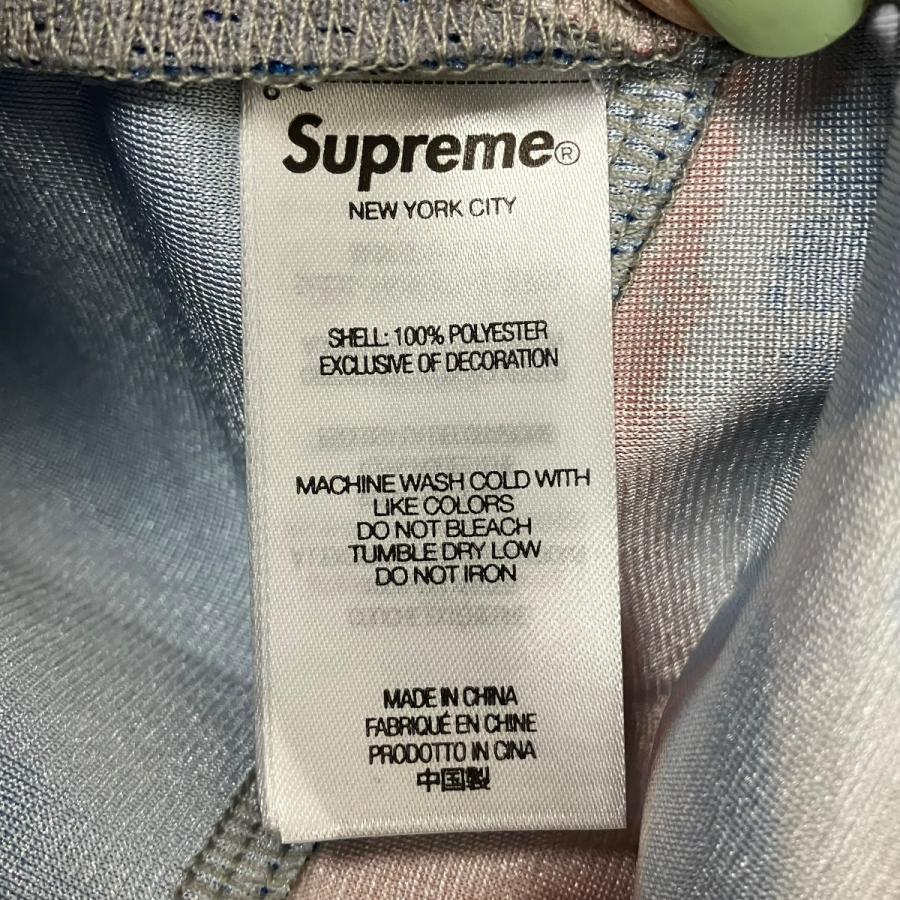 Supreme®
NEW YORK CITY
SHELL: 100% POLYESTER
EXCLUSIVE OF DECORATION
MACHINE WASH COLD WITH
LIKE COLORS
DO NOT BLEACH
TUMBLE DRY LOW
DO NOT IRON
MADE IN CHINA
FABRIQUÉ EN CHINE
PRODOTTO IN CINA
中国製